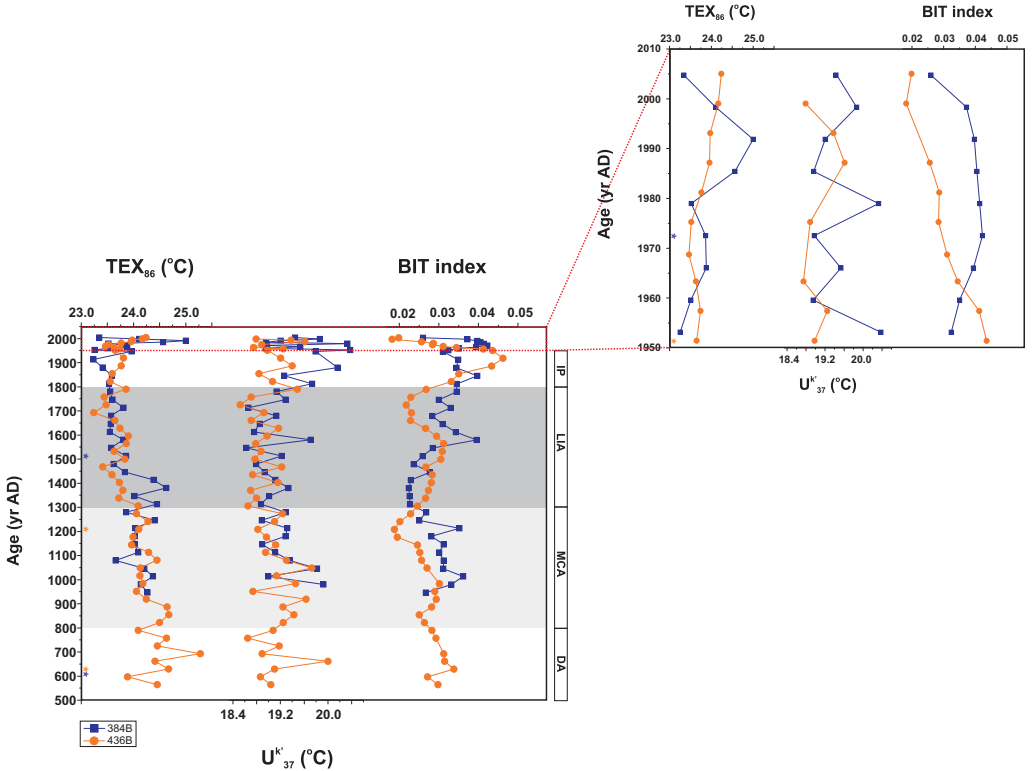 TEX86 (°C)
BIT index
23.0 24.0 25.0
0.02 0.03 0.04 0.05
2010
2000
1990
1980
1970
1960
1950
Age (yr AD)
18.4 19.2 20.0
Uk'37 (°C)
TEX86 (°C)
BIT index
23.0 24.0 25.0
0.02 0.03 0.04 0.05
2000
1900
1800
1700
1600
1500
1400
1300
1200
1100
1000
900
800
700
600
500
Age (yr AD)
IP
LIA
MCA
DA
18.4 19.2 20.0
384B
436B
Uk'37 (°C)